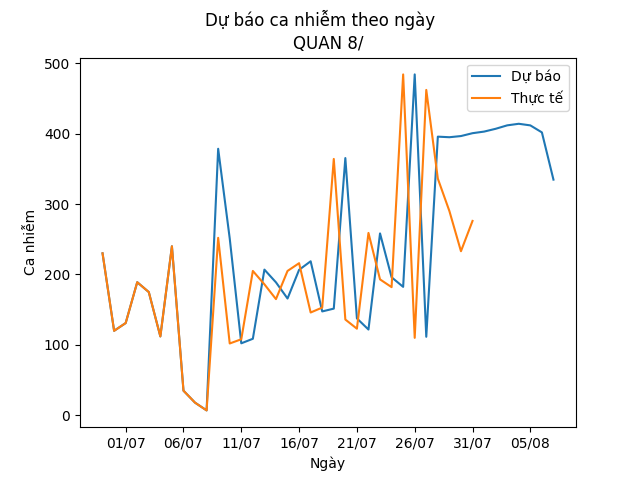 Dự báo ca nhiễm theo ngày
QUAN 8/
Dự báo
Thực tế
Ca nhiễm
500
400
300
200
100
0
01/07 06/07 11/07 16/07 21/07 26/07 31/07 05/08
Ngày